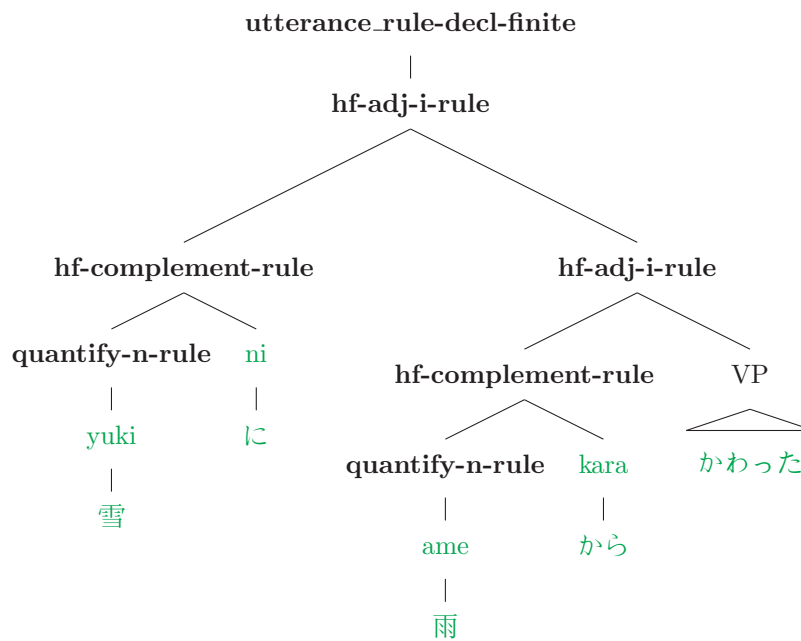 utterance_rule-decl-finite
hf-adj-i-rule
hf-complement-rule hf-adj-i-rule
quantify-n-rule ni hf-complement-rule VP
yuki に quantify-n-rule kara かわった
雪 ame から
雨